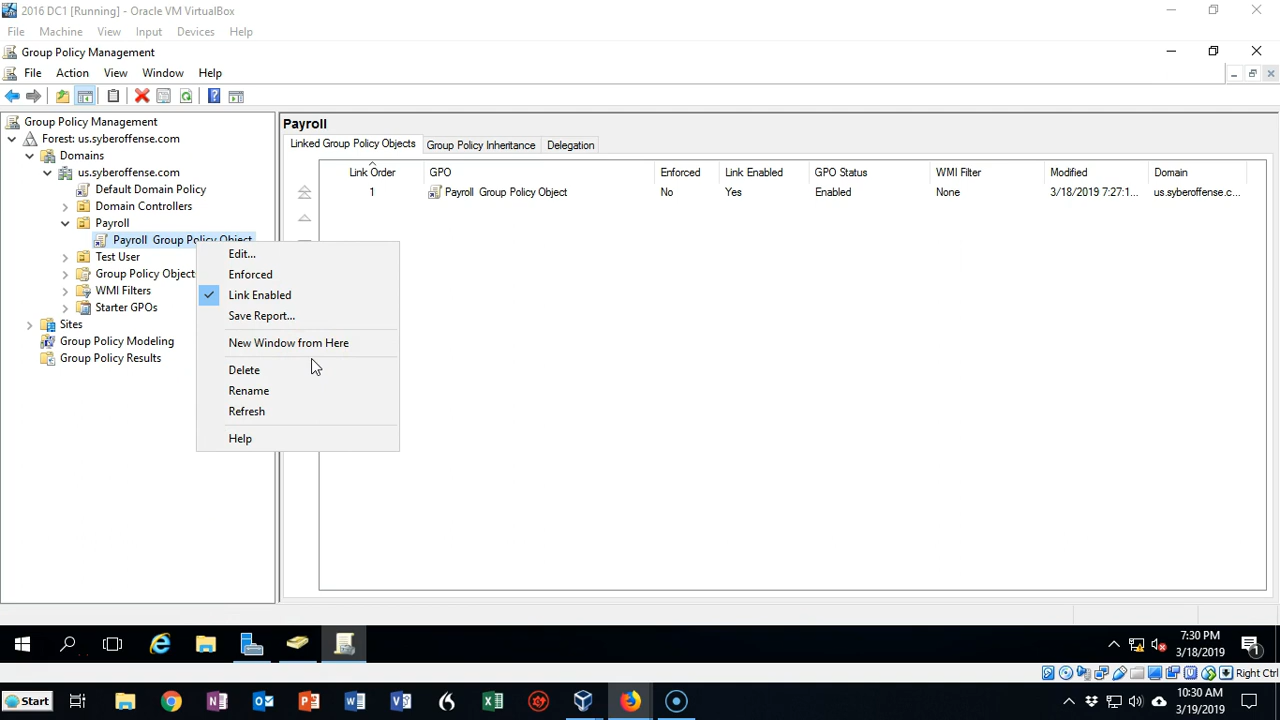 2016 DC1 [Running] - Oracle VM VirtualBox
File Machine View Input Devices Help
Group Policy Management
File Action View Window Help
Group Policy Management
Forest: us.syberoffense.com
Domains
us.syberoffense.com
Default Domain Policy
Domain Controllers
Payroll
Payroll Group Policy Object
Test User
Group Policy Object
WMI Filters
Starter GPOs
Sites
Group Policy Modeling
Group Policy Results
Edit...
Enforced
Link Enabled
Save Report...
New Window from Here
Delete
Rename
Refresh
Help
Payroll
Linked Group Policy Objects Group Policy Inheritance Delegation
Link Order GPO Enforced Link Enabled GPO Status WMI Filter Modified Domain
1 Payroll Group Policy Object No Yes Enabled None 3/18/2019 7:27:1... us.syberoffense.c...
7:30 PM
3/18/2019
1
Right Ctrl
Start
10:30 AM
3/19/2019